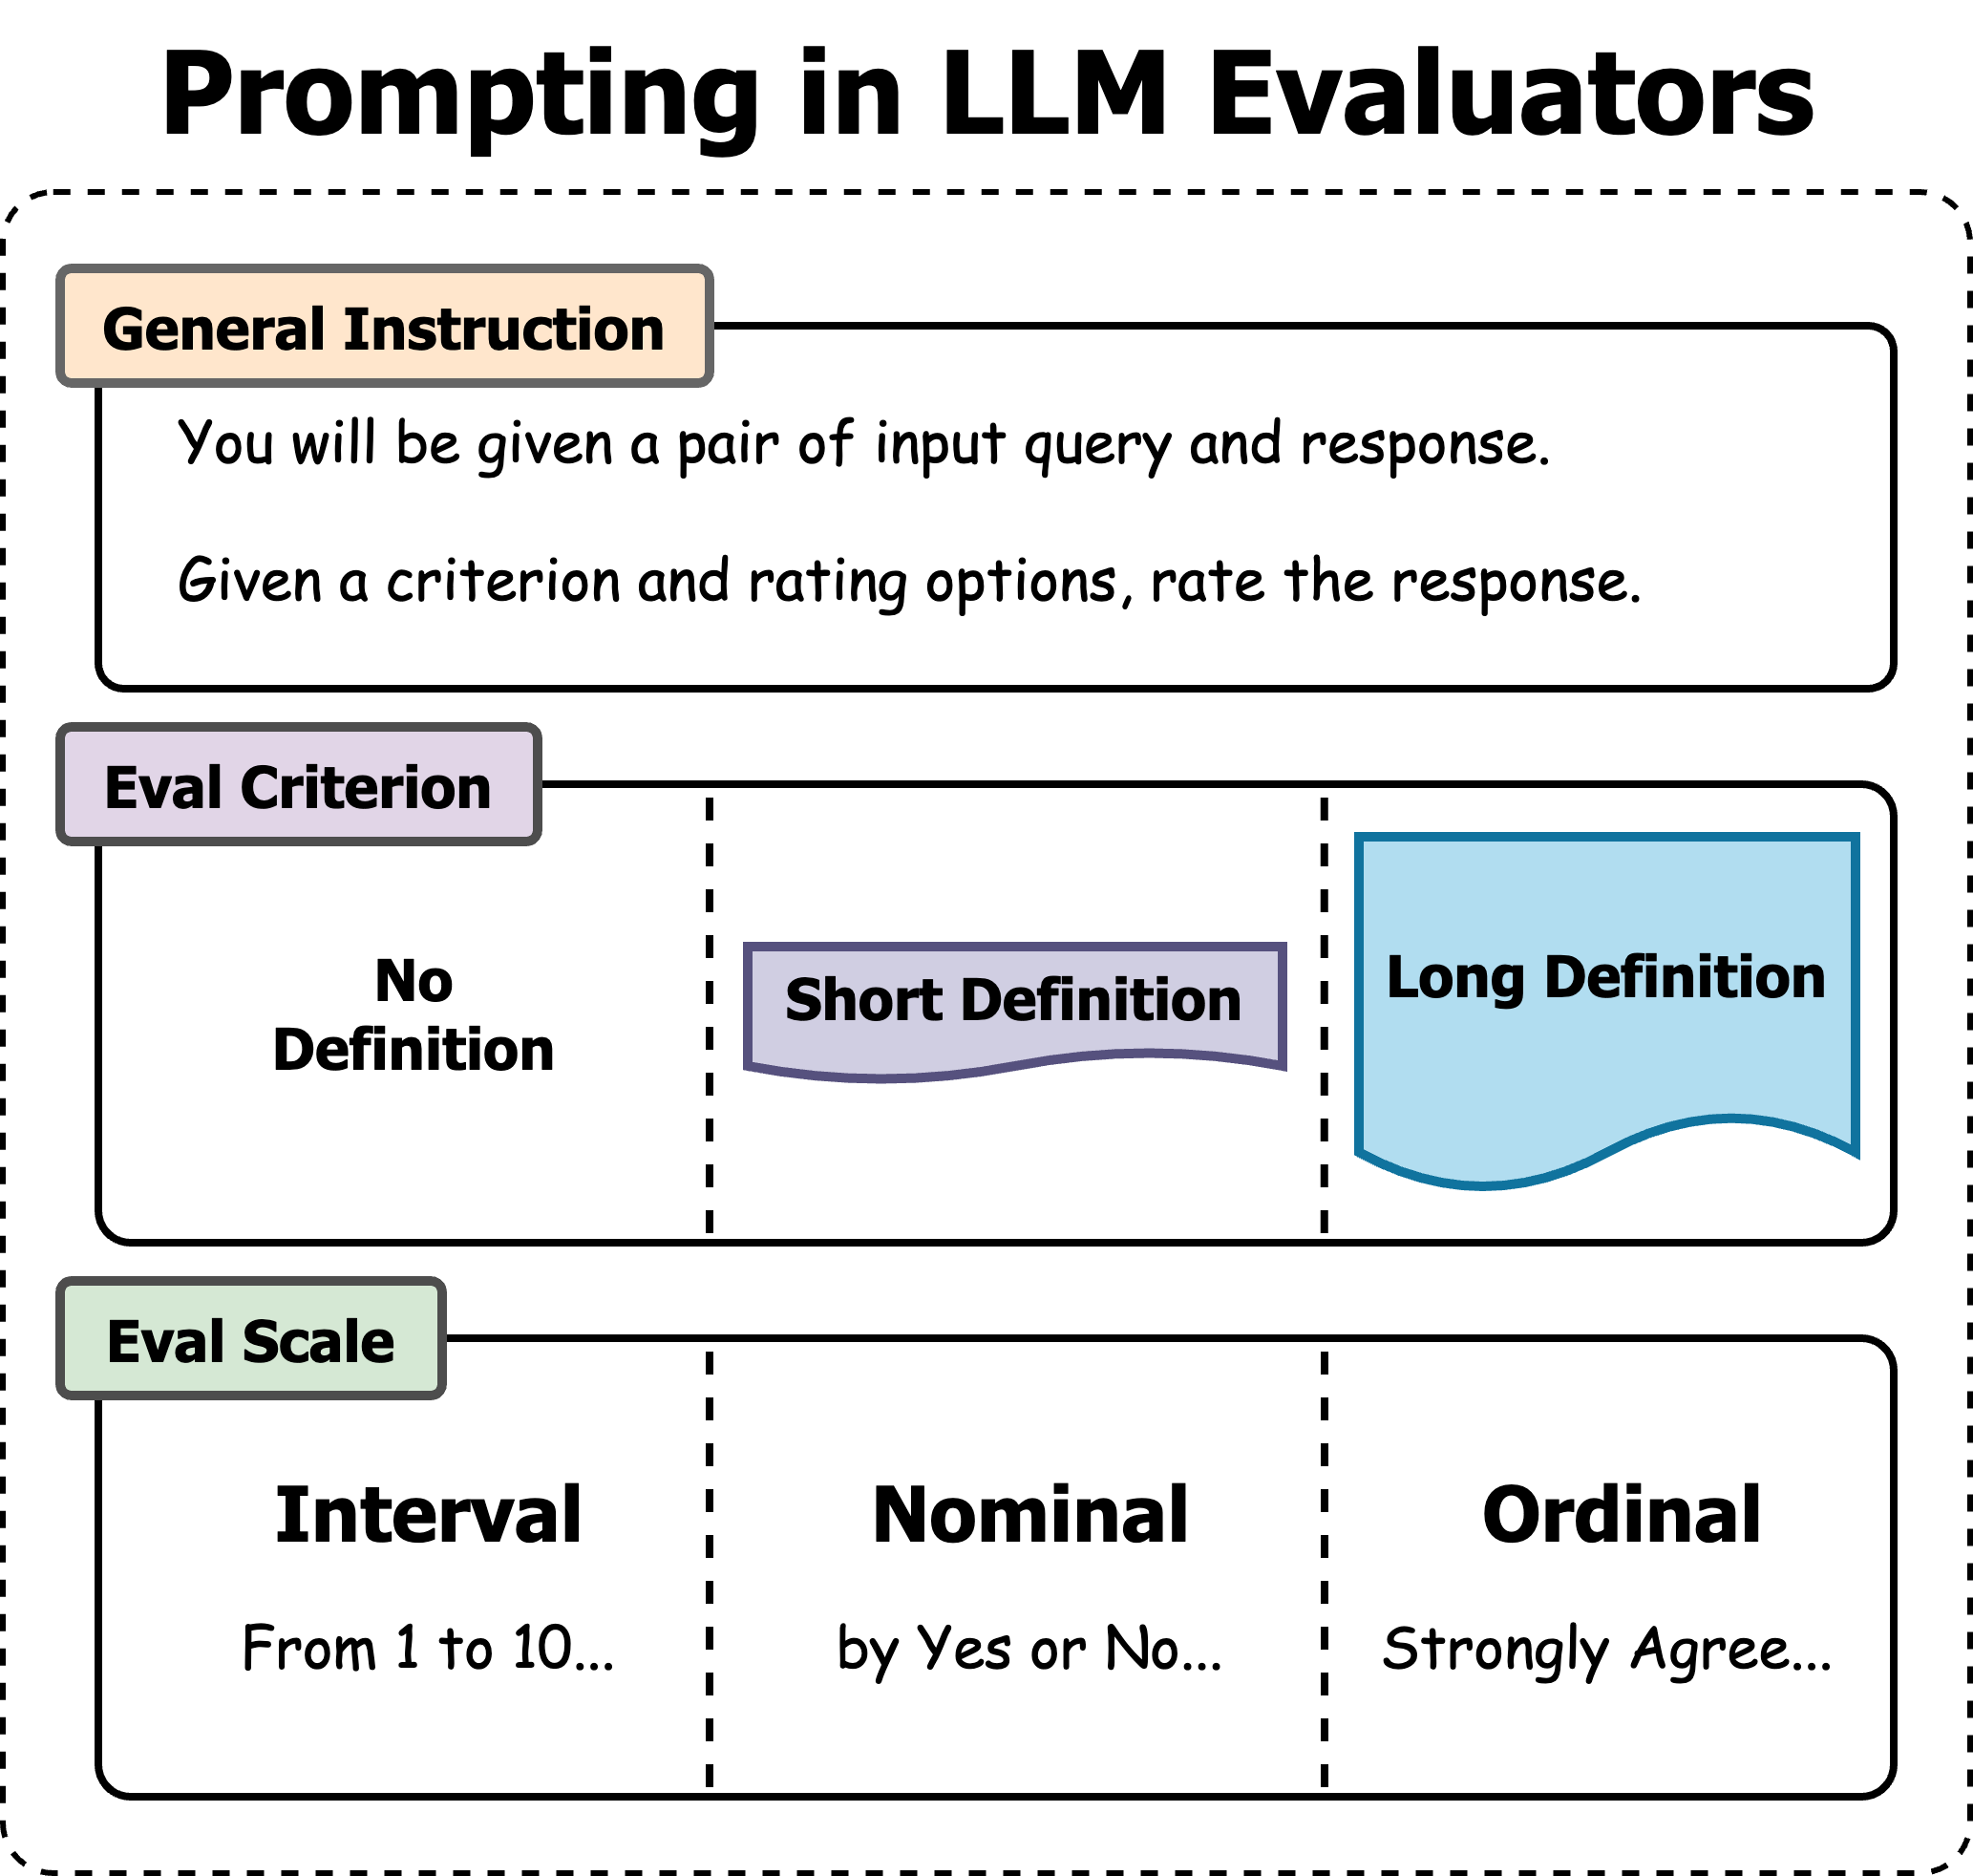 Prompting in LLM Evaluators
General Instruction
You will be given a pair of input query and response.
Given a criterion and rating options, rate the response.
Eval Criterion
No
Definition
Short Definition
Long Definition
Eval Scale
Interval
From 1 to 10...
Nominal
by Yes or No...
Ordinal
Strongly Agree...